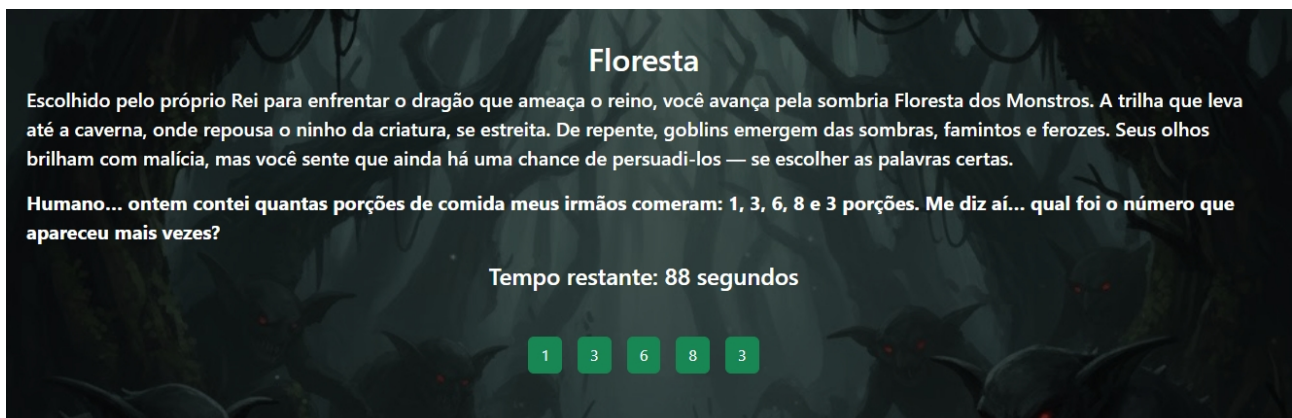 Floresta
Escolhido pelo próprio Rei para enfrentar o dragão que ameaça o reino, você avança pela sombria Floresta dos Monstros. A trilha que leva
até a caverna, onde repousa o ninho da criatura, se estreita. De repente, goblins emergem das sombras, famintos e ferozes. Seus olhos
brilham com malícia, mas você sente que ainda há uma chance de persuadi-los — se escolher as palavras certas.
Humano... ontem contei quantas porções de comida meus irmãos comeram: 1, 3, 6, 8 e 3 porções. Me diz aí... qual foi o número que
apareceu mais vezes?
Tempo restante: 88 segundos
1 3 6 8 3